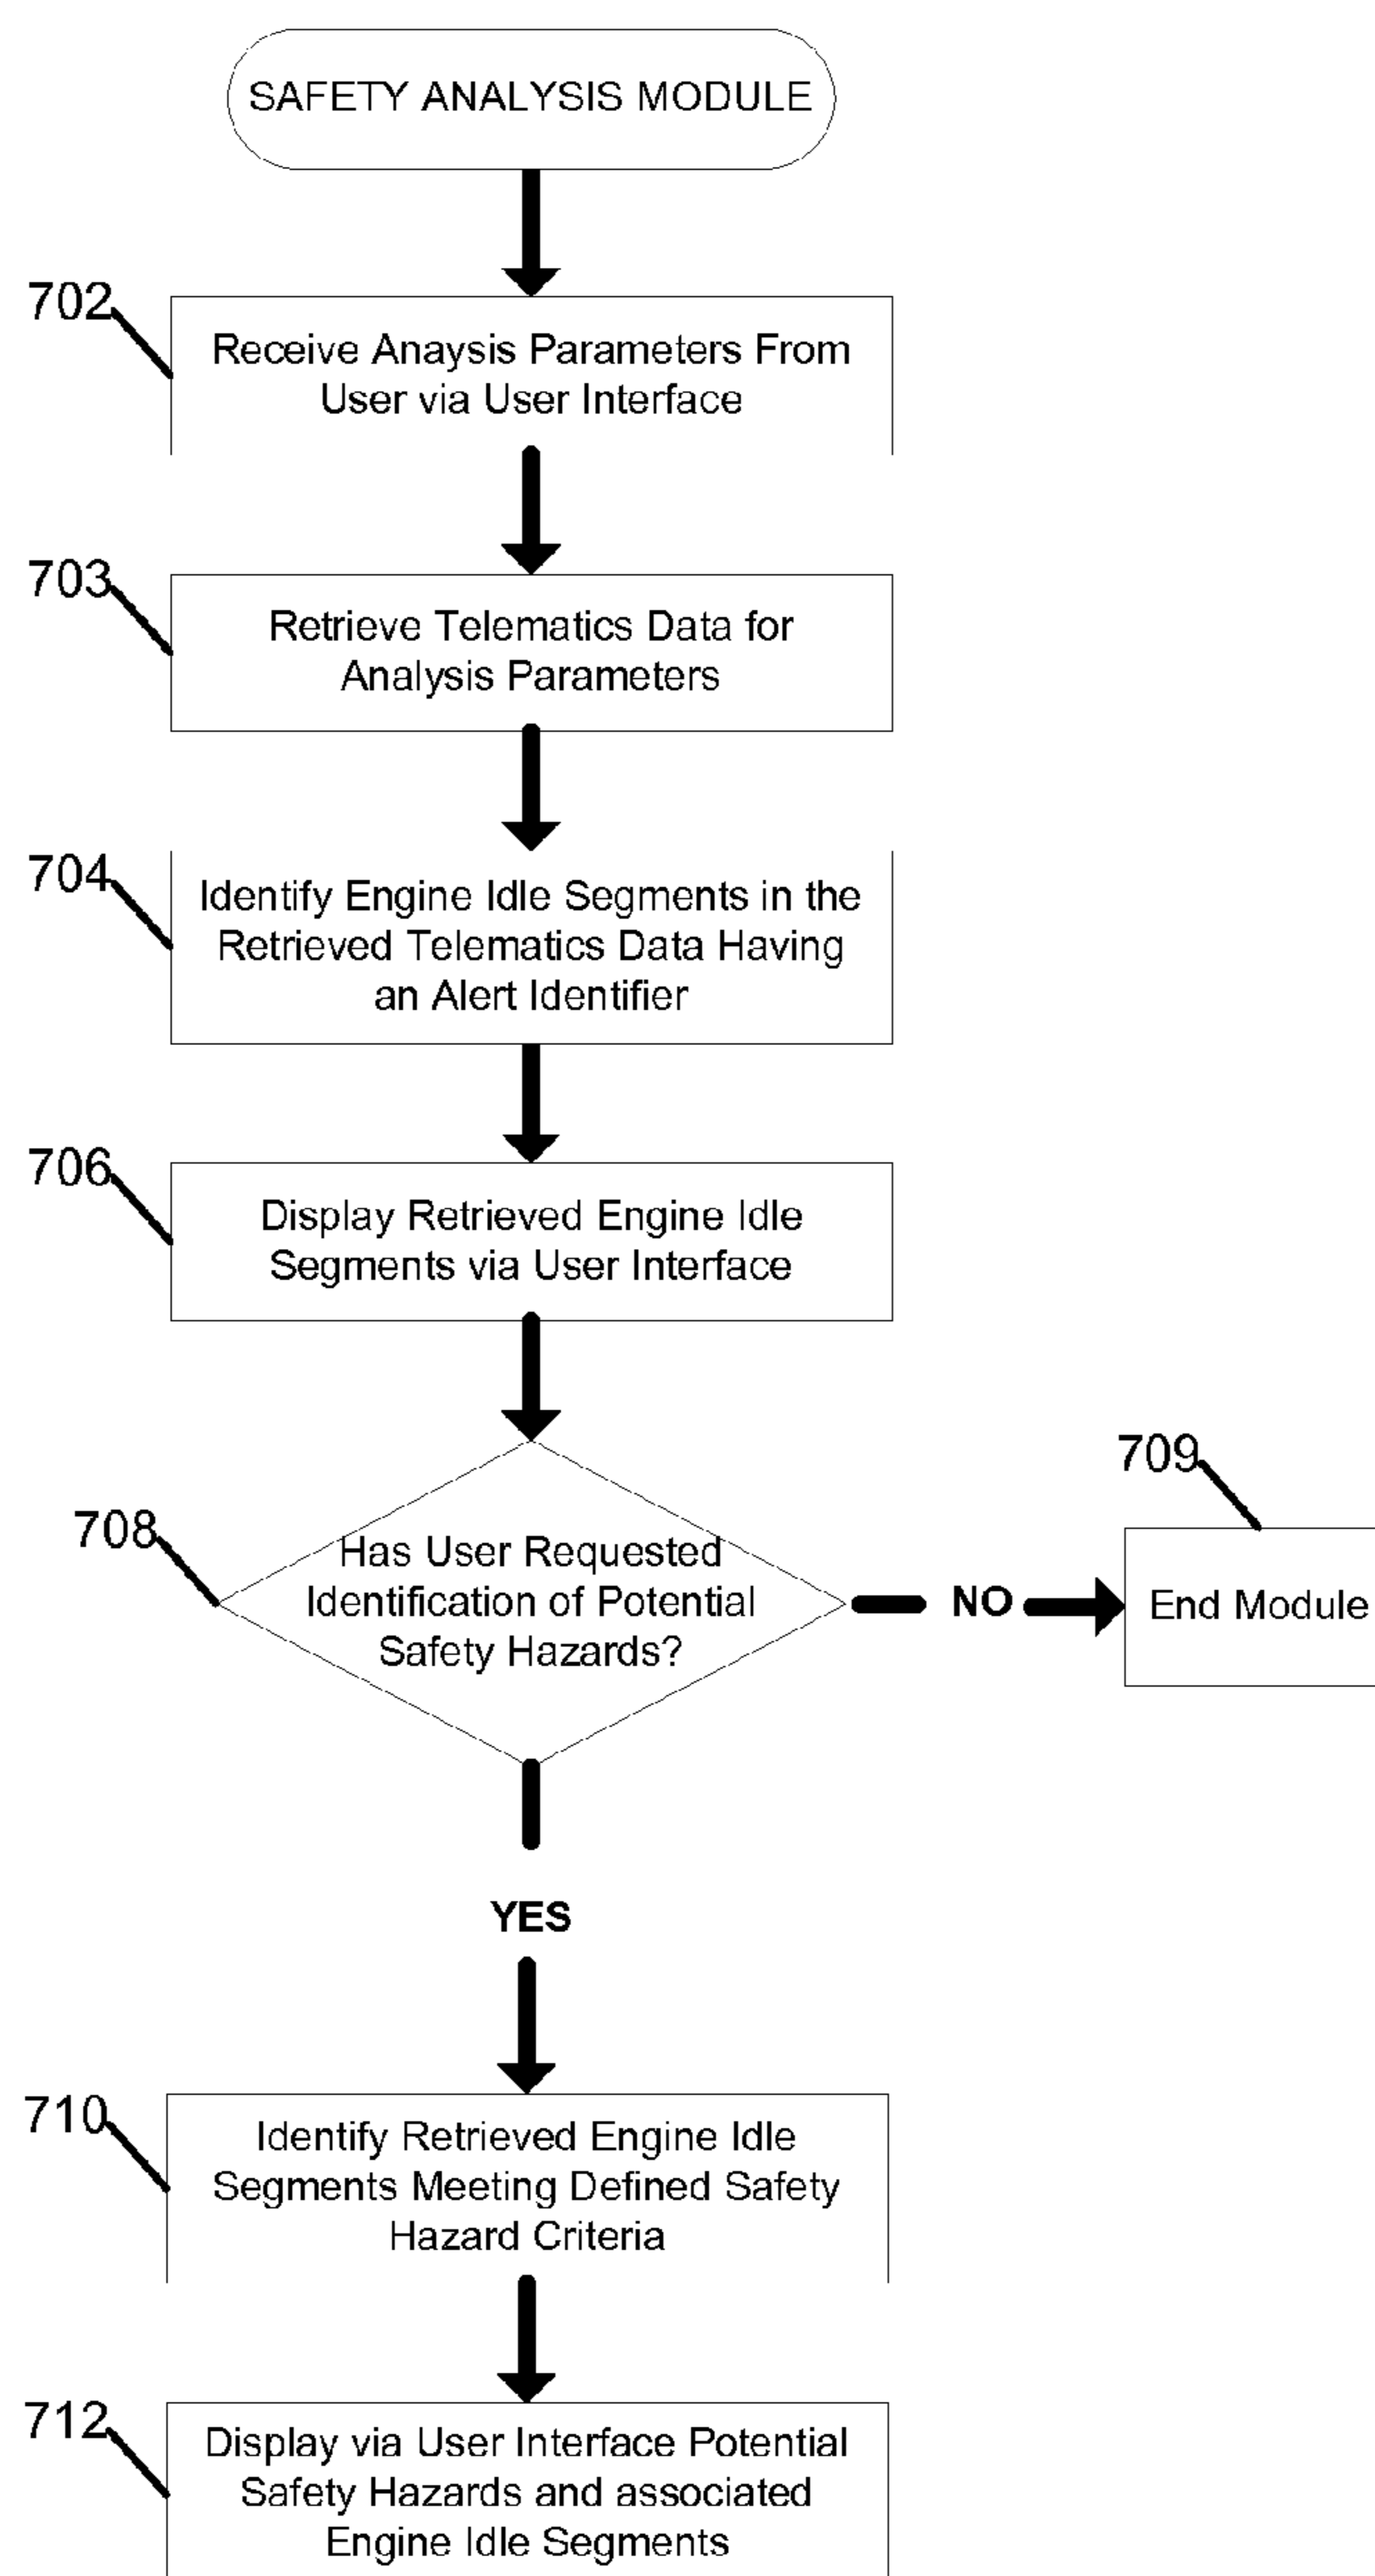 SAFETY ANALYSIS MODULE
702
Receive Anaysis Parameters From
User via User Interface
703
Retrieve Telematics Data for
Analysis Parameters
704
Identify Engine Idle Segments in the
Retrieved Telematics Data Having
an Alert Identifier
706
Display Retrieved Engine Idle
Segments via User Interface
708
Has User Requested
Identification of Potential
Safety Hazards?
NO
709
End Module
YES
710
Identify Retrieved Engine Idle
Segments Meeting Defined Safety
Hazard Criteria
712
Display via User Interface Potential
Safety Hazards and associated
Engine Idle Segments